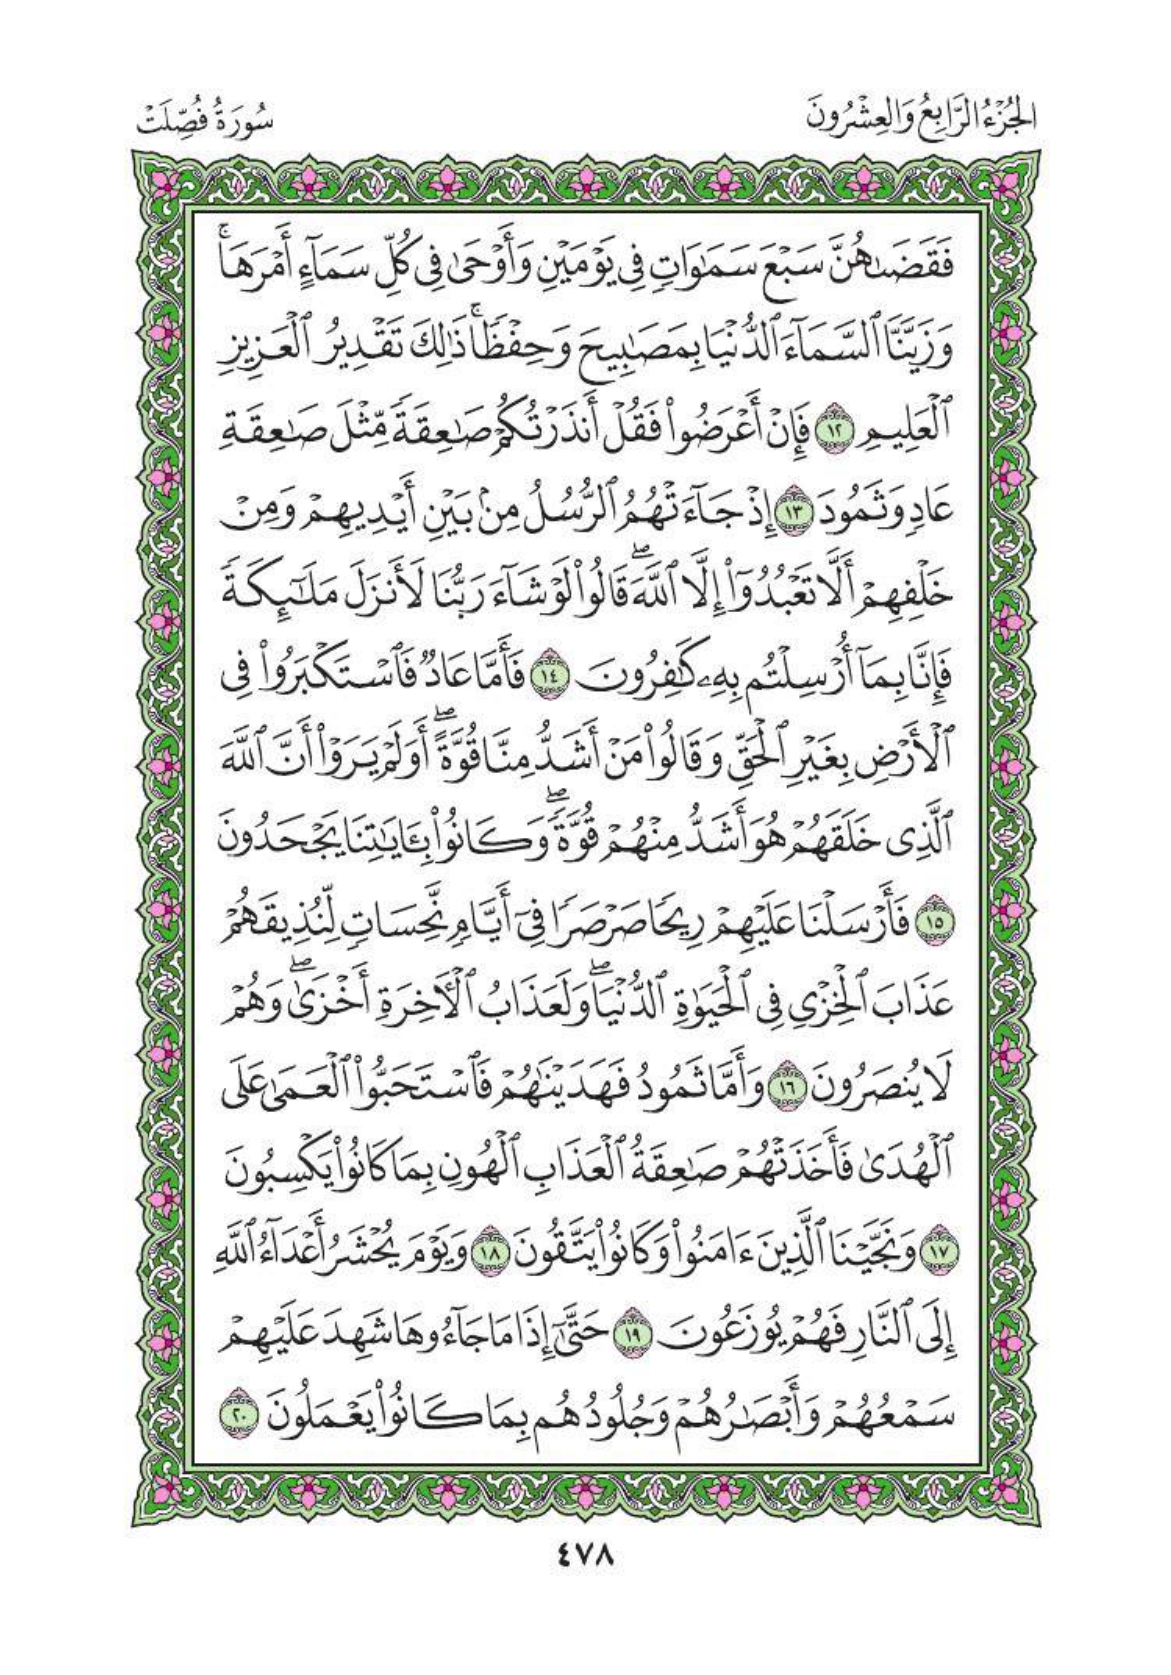 الجُزْءُ الرَّابِعُ وَالعِشْرُونَ
سُورَةُ فُصِّلَتْ
فَقَضَىٰهُنَّ سَبْعَ سَمَٰوَاتٍ فِي يَوْمَيْنِ وَأَوْحَىٰ فِي كُلِّ سَمَآءٍ أَمْرَهَاۚ
وَزَيَّنَّا ٱلسَّمَآءَ ٱلدُّنْيَا بِمَصَٰبِيحَ وَحِفْظٗاۚ ذَٰلِكَ تَقْدِيرُ ٱلْعَزِيزِ
ٱلْعَلِيمِ ١٢ فَإِنْ أَعْرَضُوا۟ فَقُلْ أَنذَرْتُكُمْ صَٰعِقَةٗ مِّثْلَ صَٰعِقَةِ
عَادٖ وَثَمُودَ ١٣ إِذْ جَآءَتْهُمُ ٱلرُّسُلُ مِنۢ بَيْنِ أَيْدِيهِمْ وَمِنْ
خَلْفِهِمْ أَلَّا تَعْبُدُوٓا۟ إِلَّا ٱللَّهَۖ قَالُوا۟ لَوْ شَآءَ رَبُّنَا لَأَنزَلَ مَلَٰٓئِكَةٗ
فَإِنَّا بِمَآ أُرْسِلْتُم بِهِۦ كَٰفِرُونَ ١٤ فَأَمَّا عَادٞ فَٱسْتَكْبَرُوا۟ فِي
ٱلْأَرْضِ بِغَيْرِ ٱلْحَقِّ وَقَالُوا۟ مَنْ أَشَدُّ مِنَّا قُوَّةًۖ أَوَلَمْ يَرَوْا۟ أَنَّ ٱللَّهَ
ٱلَّذِي خَلَقَهُمْ هُوَ أَشَدُّ مِنْهُمْ قُوَّةٗۖ وَكَانُوا۟ بِـَٔايَٰتِنَا يَجْحَدُونَ
١٥ فَأَرْسَلْنَا عَلَيْهِمْ رِيحٗا صَرْصَرٗا فِيٓ أَيَّامٖ نَّحِسَاتٖ لِّنُذِيقَهُمْ
عَذَابَ ٱلْخِزْيِ فِي ٱلْحَيَوٰةِ ٱلدُّنْيَاۖ وَلَعَذَابُ ٱلْأٓخِرَةِ أَخْزَىٰۖ وَهُمْ
لَا يُنصَرُونَ ١٦ وَأَمَّا ثَمُودُ فَهَدَيْنَٰهُمْ فَٱسْتَحَبُّوا۟ ٱلْعَمَىٰ عَلَى
ٱلْهُدَىٰ فَأَخَذَتْهُمْ صَٰعِقَةُ ٱلْعَذَابِ ٱلْهُونِ بِمَا كَانُوا۟ يَكْسِبُونَ
١٧ وَنَجَّيْنَا ٱلَّذِينَ ءَامَنُوا۟ وَكَانُوا۟ يَتَّقُونَ ١٨ وَيَوْمَ يُحْشَرُ أَعْدَآءُ ٱللَّهِ
إِلَى ٱلنَّارِ فَهُمْ يُوزَعُونَ ١٩ حَتَّىٰٓ إِذَا مَا جَآءُوهَا شَهِدَ عَلَيْهِمْ
سَمْعُهُمْ وَأَبْصَٰرُهُمْ وَجُلُودُهُم بِمَا كَانُوا۟ يَعْمَلُونَ ٢٠
٤٧٨